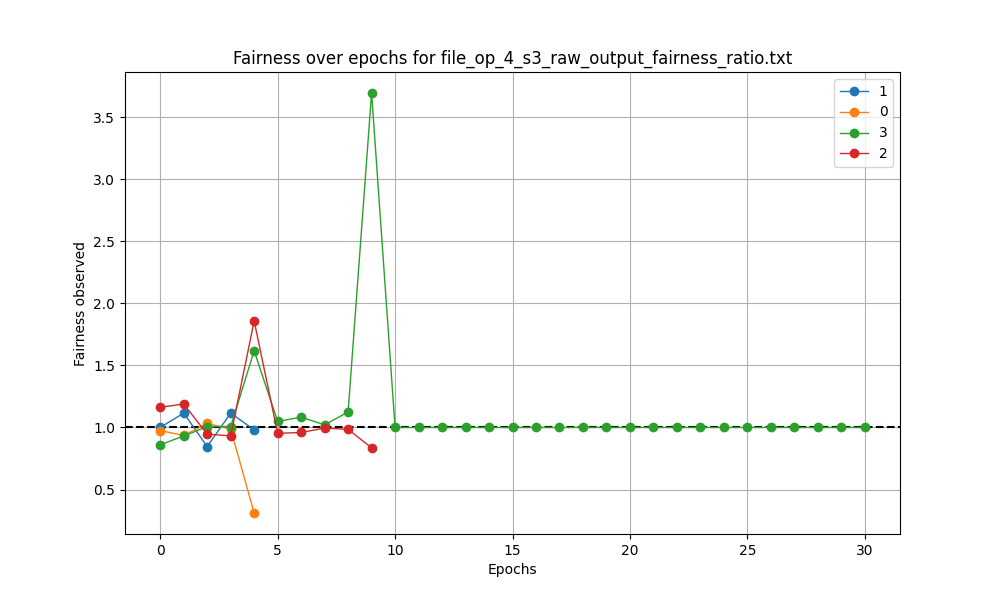 Fairness over epochs for file_op_4_s3_raw_output_fairness_ratio.txt
1
0
3
2
Fairness observed
3.5
3.0
2.5
2.0
1.5
1.0
0.5
0 5 10 15 20 25 30
Epochs